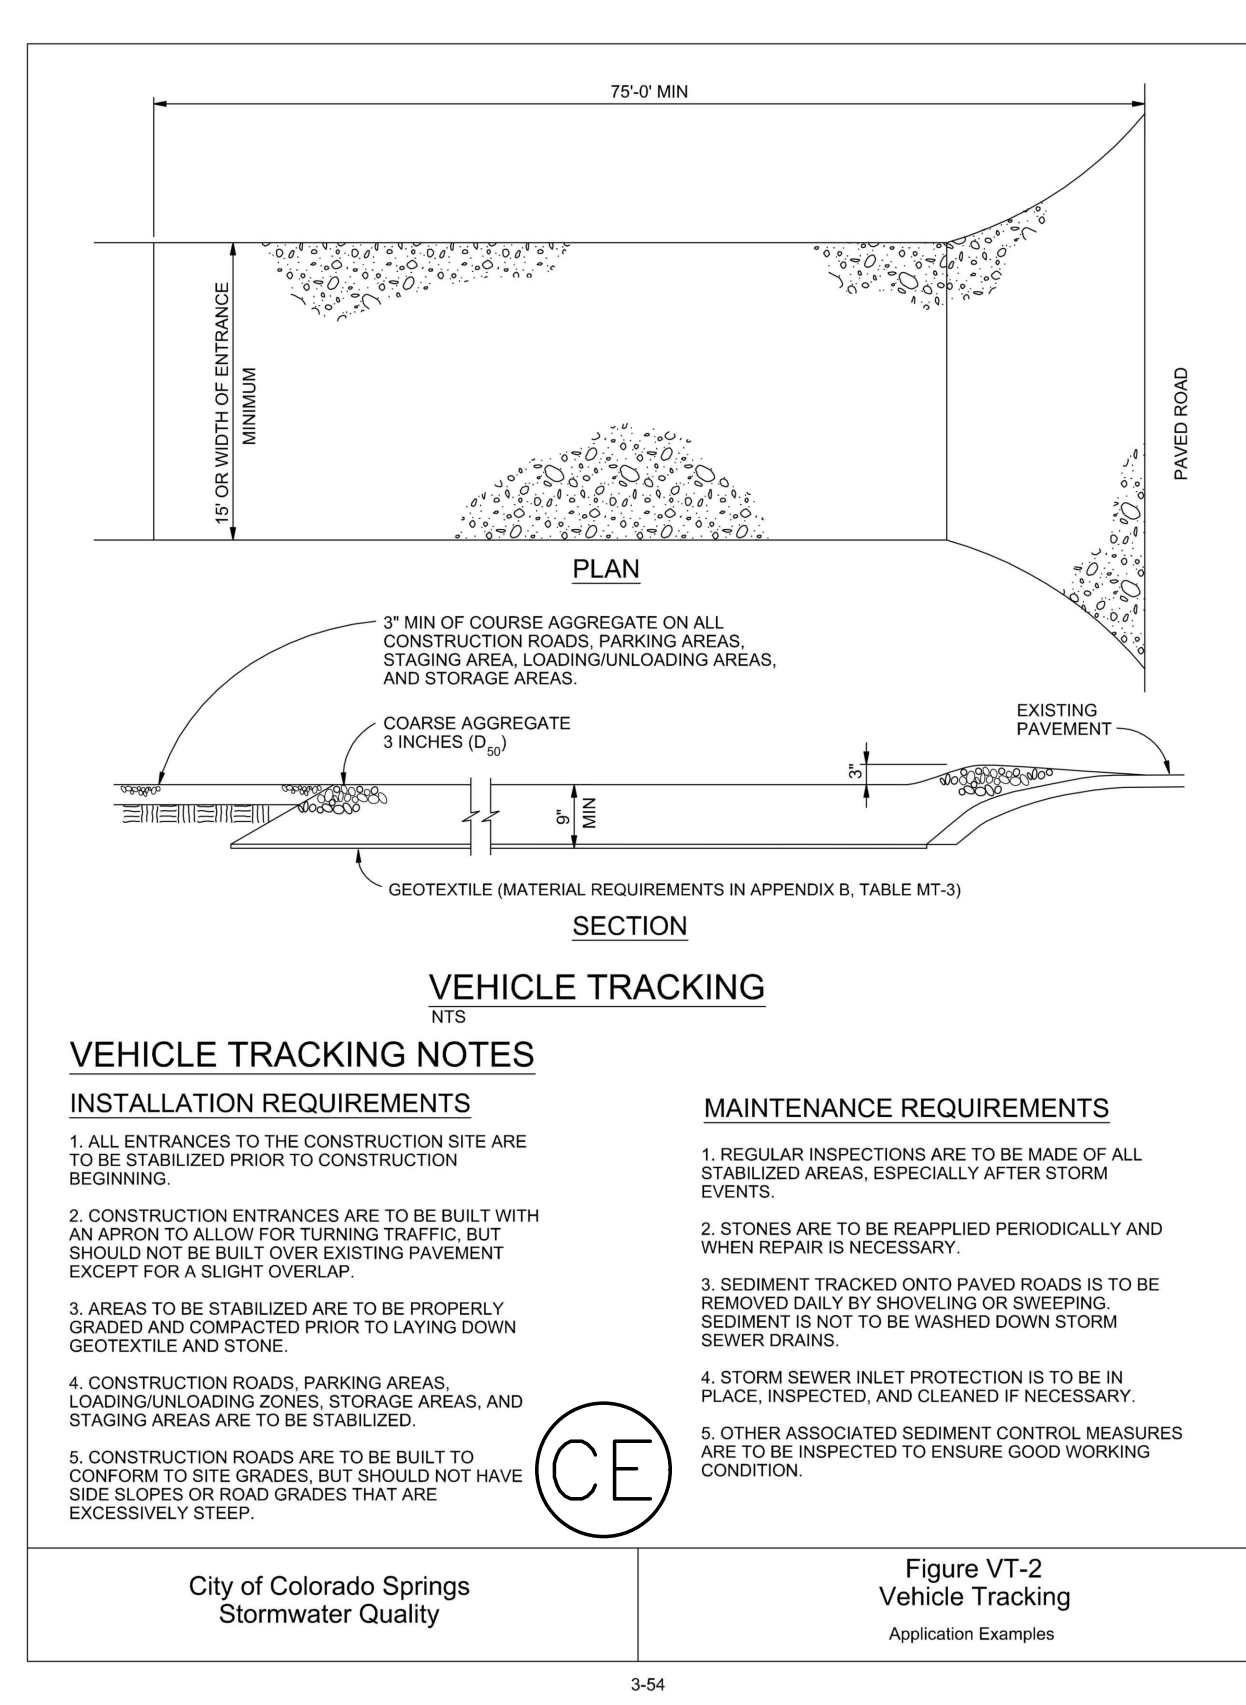 75'-0' MIN
15' OR WIDTH OF ENTRANCE
MINIMUM
PAVED ROAD
PLAN
3" MIN OF COURSE AGGREGATE ON ALL
CONSTRUCTION ROADS, PARKING AREAS,
STAGING AREA, LOADING/UNLOADING AREAS,
AND STORAGE AREAS.
COARSE AGGREGATE
3 INCHES (D50)
EXISTING
PAVEMENT
3"
9"
MIN
GEOTEXTILE (MATERIAL REQUIREMENTS IN APPENDIX B, TABLE MT-3)
SECTION
VEHICLE TRACKING
NTS
VEHICLE TRACKING NOTES
INSTALLATION REQUIREMENTS
1. ALL ENTRANCES TO THE CONSTRUCTION SITE ARE
TO BE STABILIZED PRIOR TO CONSTRUCTION
BEGINNING.
2. CONSTRUCTION ENTRANCES ARE TO BE BUILT WITH
AN APRON TO ALLOW FOR TURNING TRAFFIC, BUT
SHOULD NOT BE BUILT OVER EXISTING PAVEMENT
EXCEPT FOR A SLIGHT OVERLAP.
3. AREAS TO BE STABILIZED ARE TO BE PROPERLY
GRADED AND COMPACTED PRIOR TO LAYING DOWN
GEOTEXTILE AND STONE.
4. CONSTRUCTION ROADS, PARKING AREAS,
LOADING/UNLOADING ZONES, STORAGE AREAS, AND
STAGING AREAS ARE TO BE STABILIZED.
5. CONSTRUCTION ROADS ARE TO BE BUILT TO
CONFORM TO SITE GRADES, BUT SHOULD NOT HAVE
SIDE SLOPES OR ROAD GRADES THAT ARE
EXCESSIVELY STEEP.
CE
MAINTENANCE REQUIREMENTS
1. REGULAR INSPECTIONS ARE TO BE MADE OF ALL
STABILIZED AREAS, ESPECIALLY AFTER STORM
EVENTS.
2. STONES ARE TO BE REAPPLIED PERIODICALLY AND
WHEN REPAIR IS NECESSARY.
3. SEDIMENT TRACKED ONTO PAVED ROADS IS TO BE
REMOVED DAILY BY SHOVELING OR SWEEPING.
SEDIMENT IS NOT TO BE WASHED DOWN STORM
SEWER DRAINS.
4. STORM SEWER INLET PROTECTION IS TO BE IN
PLACE, INSPECTED, AND CLEANED IF NECESSARY.
5. OTHER ASSOCIATED SEDIMENT CONTROL MEASURES
ARE TO BE INSPECTED TO ENSURE GOOD WORKING
CONDITION.
City of Colorado Springs
Stormwater Quality
Figure VT-2
Vehicle Tracking
Application Examples
3-54